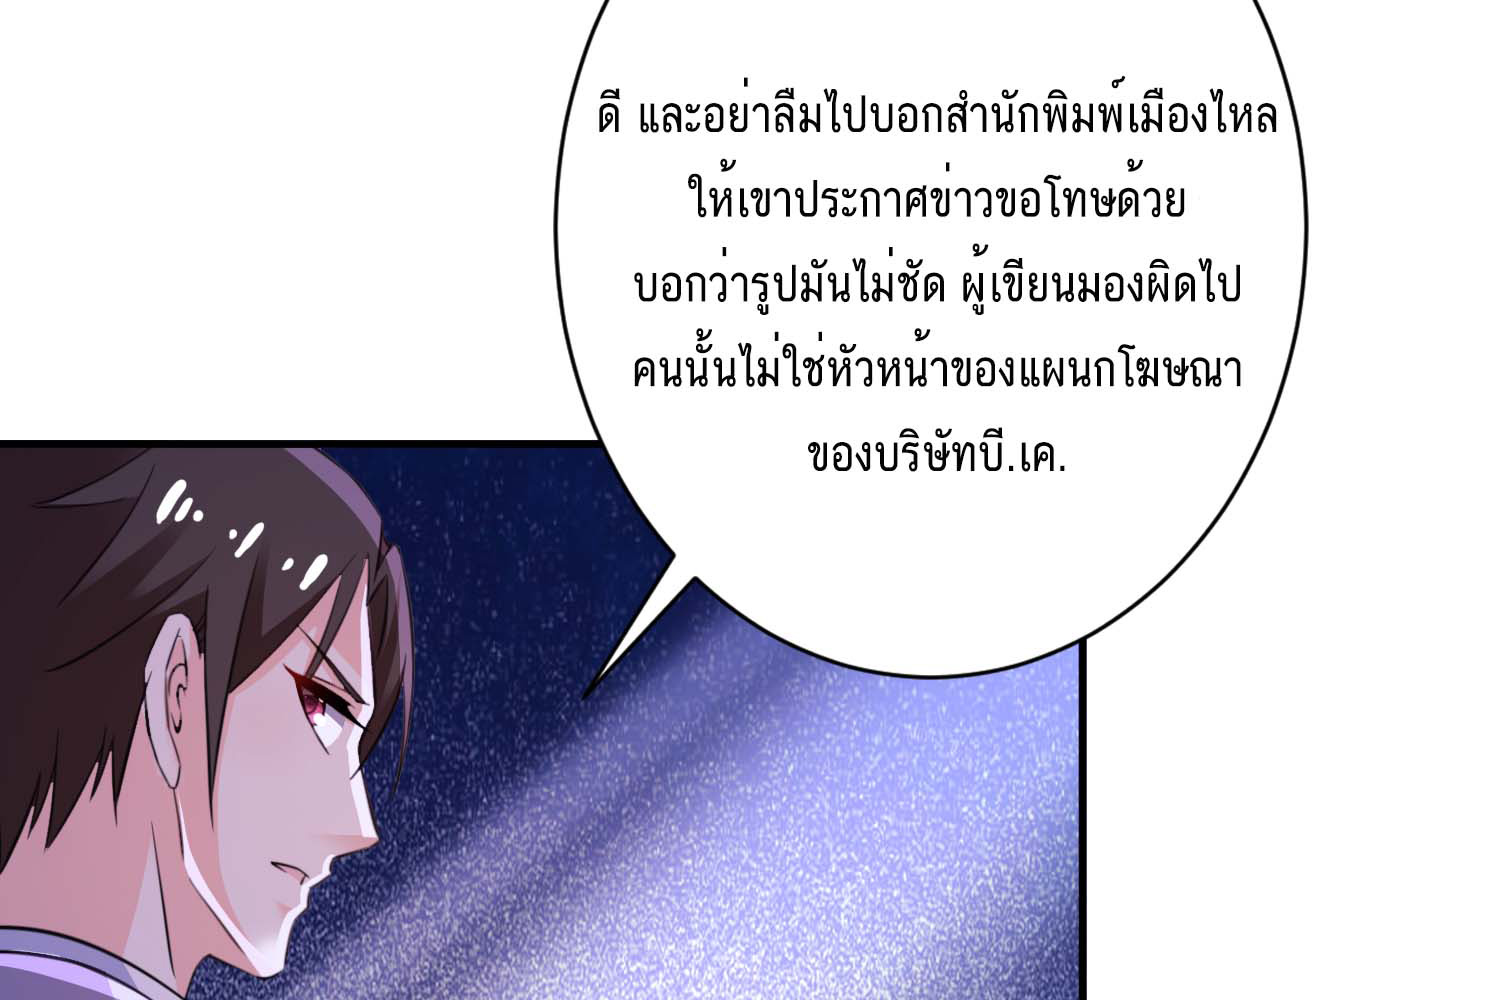 ดี และอย่าลืมไปบอกสำนักพิมพ์เมืองไหล
ให้เขาประกาศข่าวขอโทษด้วย
บอกว่ารูปมันไม่ชัด ผู้เขียนมองผิดไป
คนนั้นไม่ใช่หัวหน้าของแผนกโฆษณา
ของบริษัทบี.เค.